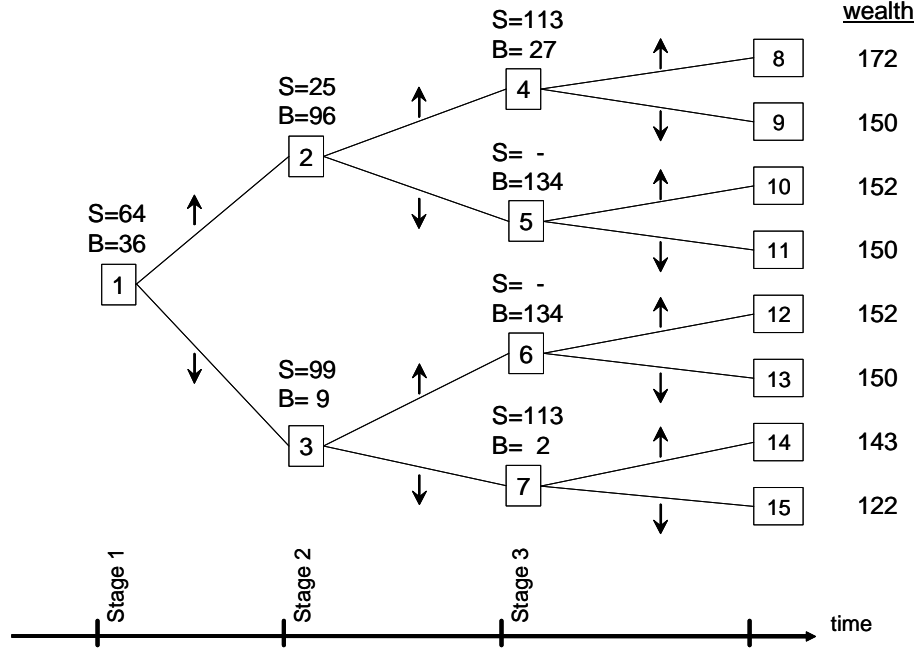 wealth
S=113
B= 27
4
8
172
S=25
B=96
2
9
150
S= -
B=134
5
10
152
S=64
B=36
1
11
150
S= -
B=134
6
12
152
S=99
B= 9
3
13
150
S=113
B= 2
7
14
143
15
122
Stage 1
Stage 2
Stage 3
time